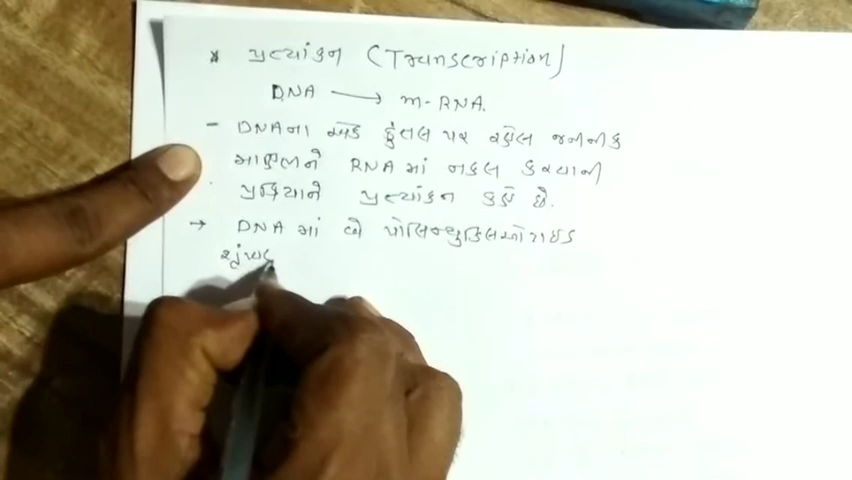 * પ્રત્યાંકન (Transcription)
DNA → m-RNA.
- DNAના એક કુંતલ પર રહેલ જનીનીક
માહિતીને RNA માં નકલ કરવાની
પ્રક્રિયાને પ્રત્યાંકન કહે છે.
→ DNA માં બે પોલિન્યુક્લિઓટાઇડ